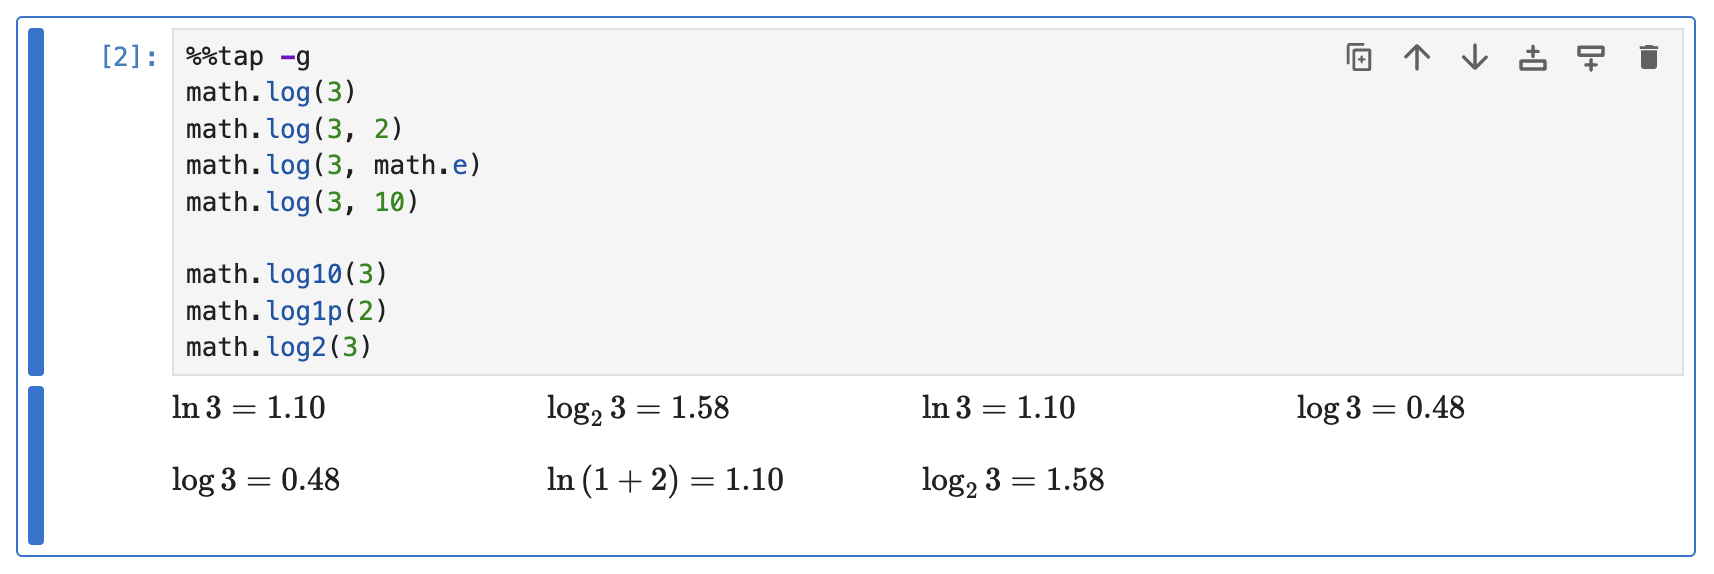 [2]: %%tap -g
math.log(3)
math.log(3, 2)
math.log(3, math.e)
math.log(3, 10)
math.log10(3)
math.log1p(2)
math.log2(3)
ln 3 = 1.10 log₂ 3 = 1.58 ln 3 = 1.10 log 3 = 0.48
log 3 = 0.48 ln (1 + 2) = 1.10 log₂ 3 = 1.58